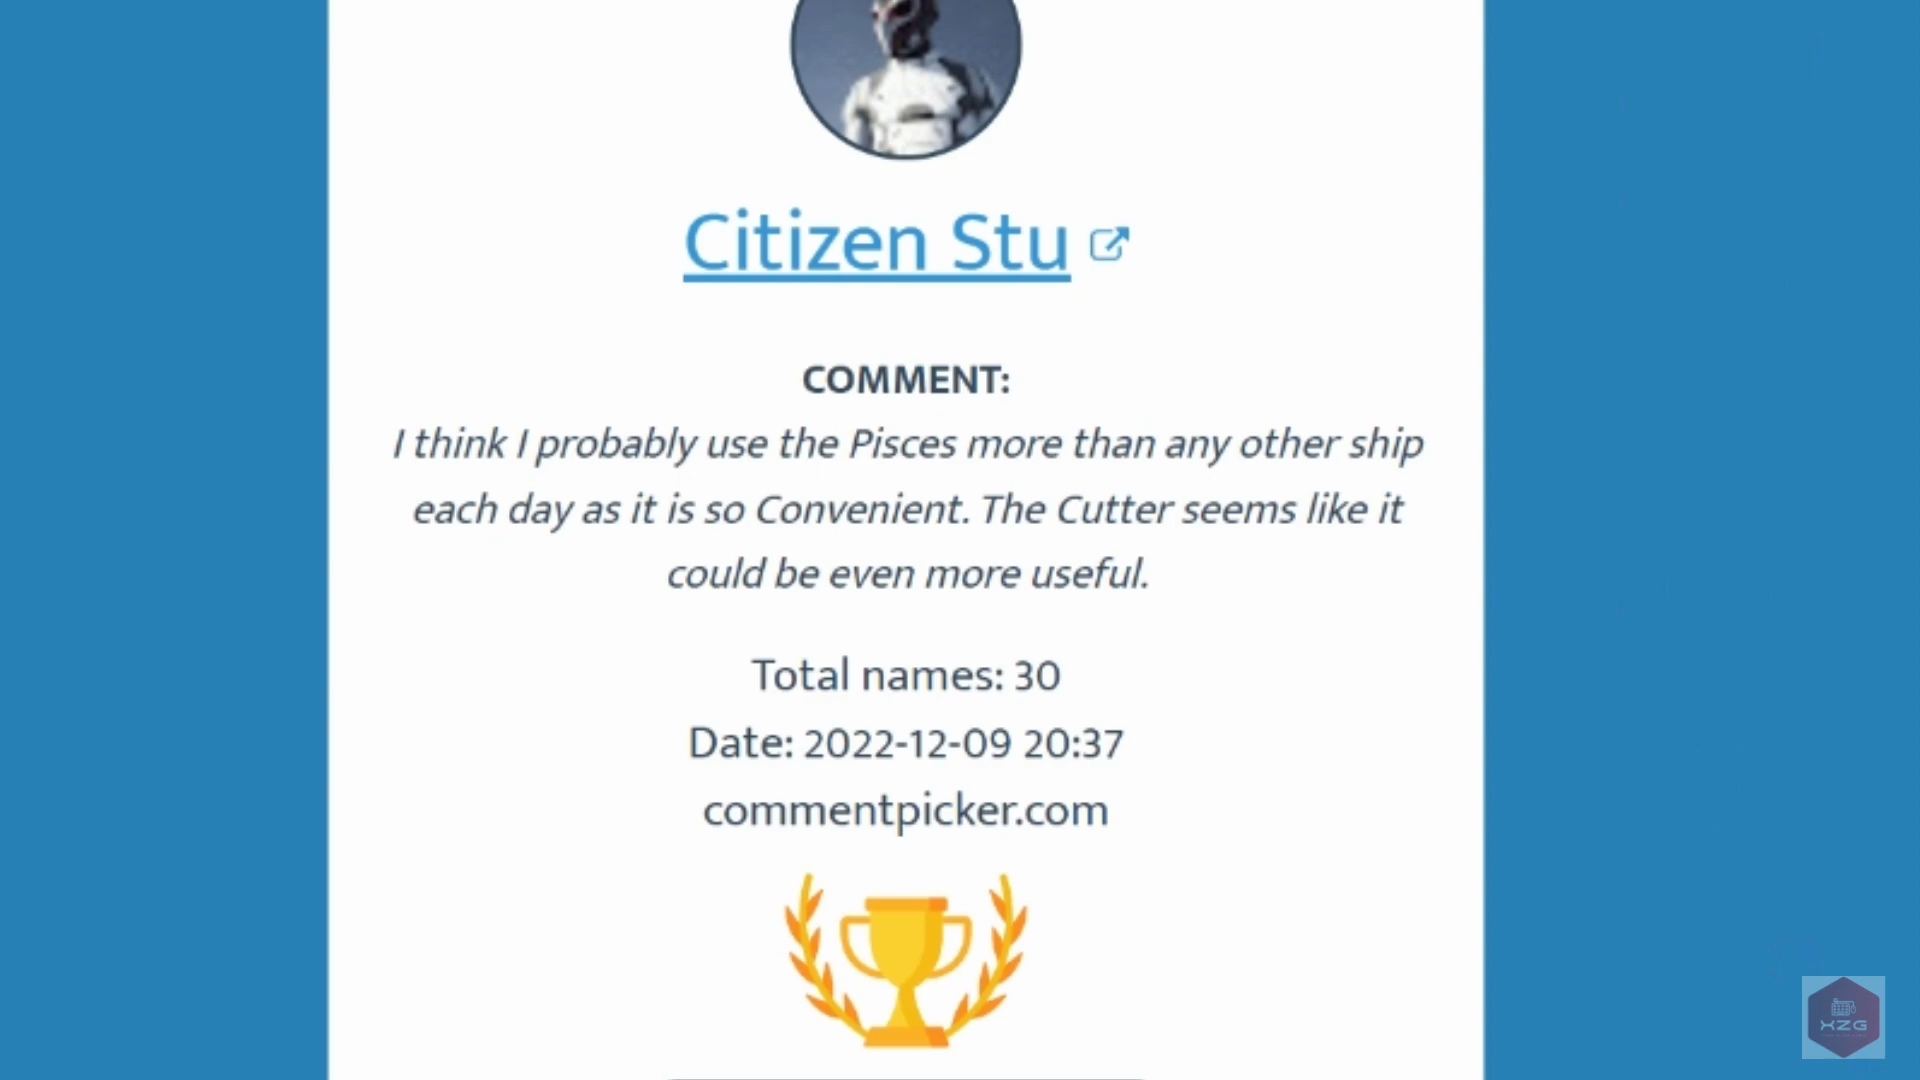 Citizen Stu
COMMENT:
I think I probably use the Pisces more than any other ship
each day as it is so Convenient. The Cutter seems like it
could be even more useful.
Total names: 30
Date: 2022-12-09 20:37
commentpicker.com
XZG